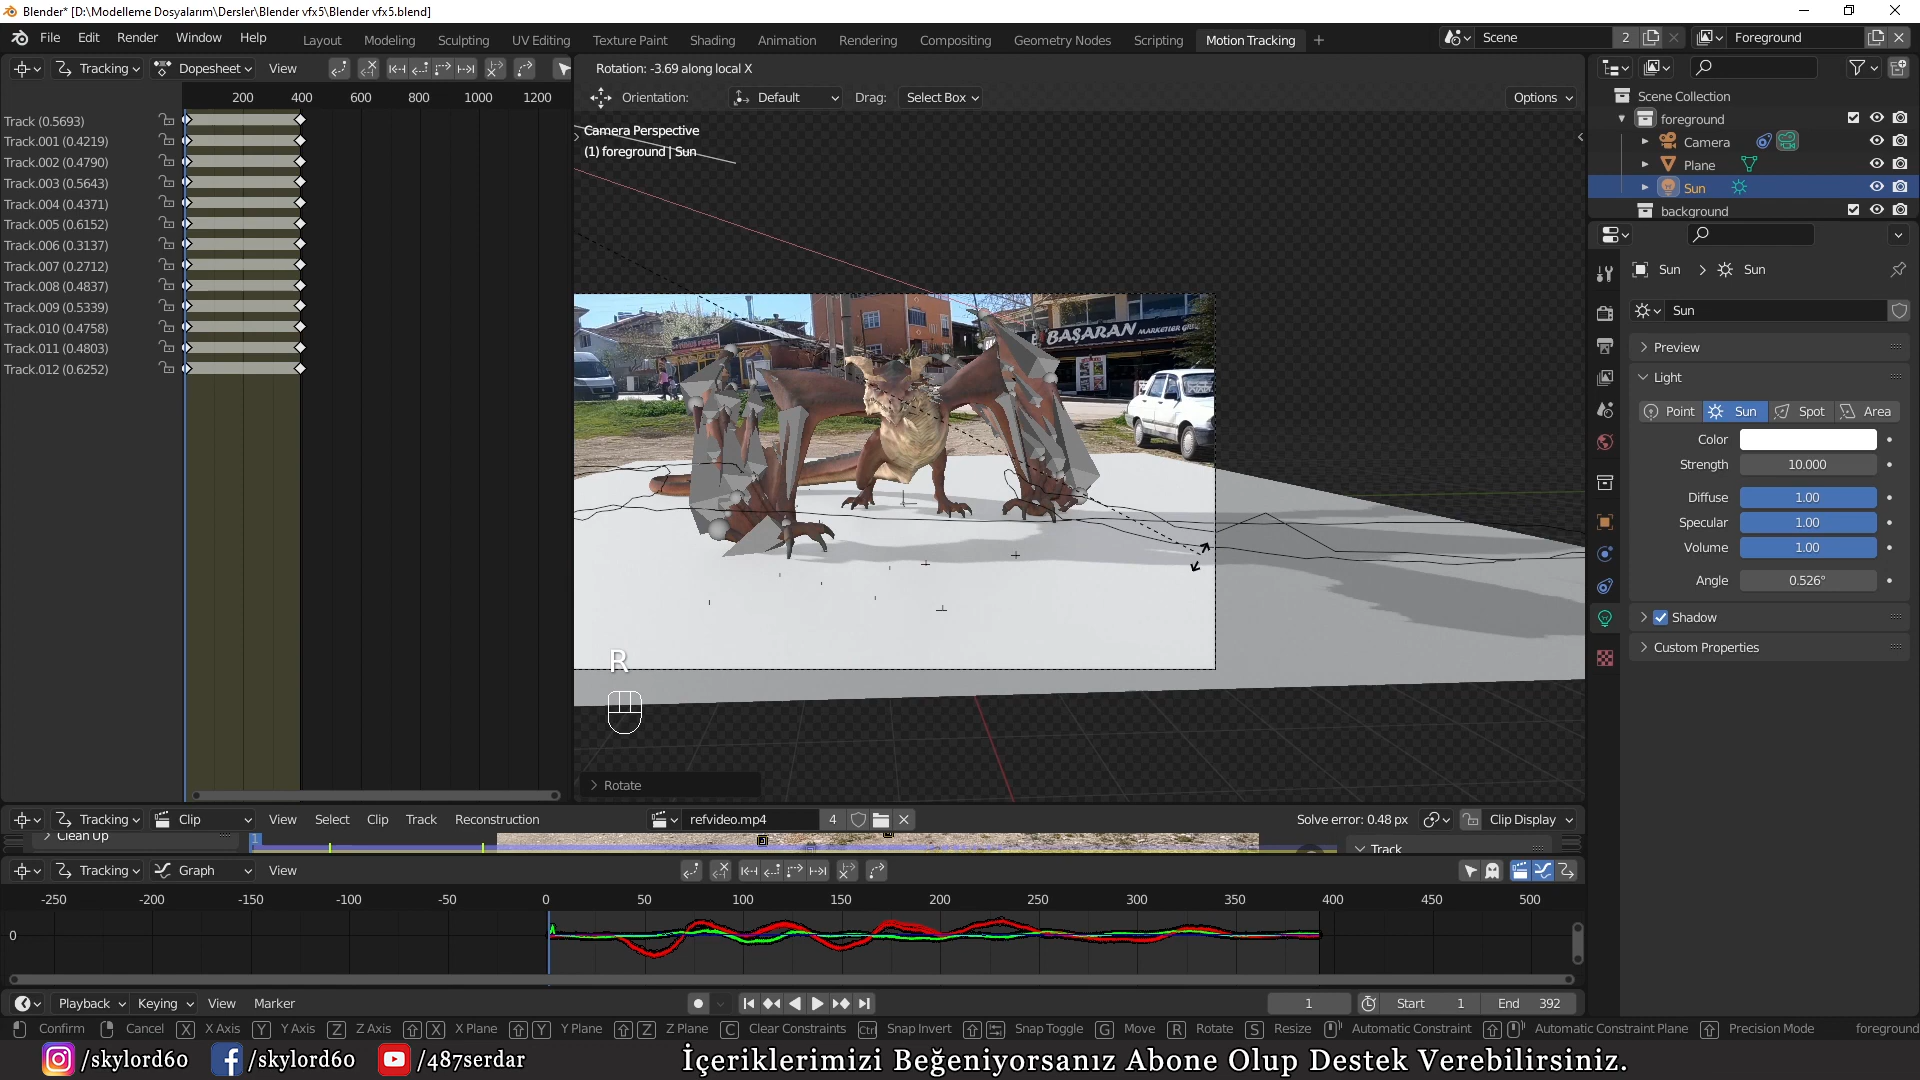 Blender* [D:\Modelleme Dosyalarım\Dersler\Blender vfx5\Blender vfx5.blend]
File Edit Render Window Help
Layout Modeling Sculpting UV Editing Texture Paint Shading Animation Rendering Compositing Geometry Nodes Scripting Motion Tracking
Scene 2 Foreground
Tracking Dopesheet View
Rotation: -3.69 along local X
200 400 600 800 1000 1200
Orientation: Default Drag: Select Box Options
Camera Perspective
(1) foreground | Sun
Track (0.5693)
Track.001 (0.4219)
Track.002 (0.4790)
Track.003 (0.5643)
Track.004 (0.4371)
Track.005 (0.6152)
Track.006 (0.3137)
Track.007 (0.2712)
Track.008 (0.4837)
Track.009 (0.5339)
Track.010 (0.4758)
Track.011 (0.4803)
Track.012 (0.6252)
BAŞARAN
R
Rotate
Scene Collection
foreground
Camera
Plane
Sun
background
Sun Sun
Sun
Preview
Light
Point Sun Spot Area
Color
Strength 10.000
Diffuse 1.00
Specular 1.00
Volume 1.00
Angle 0.526°
Shadow
Custom Properties
Tracking Clip View Select Clip Track Reconstruction refvideo.mp4 4 Solve error: 0.48 px Clip Display
Clean Up 1 Track
Tracking Graph View
-250 -200 -150 -100 -50 0 50 100 150 200 250 300 350 400 450 500
0
Playback Keying View Marker 1 Start 1 End 392
Confirm Cancel X X Axis Y Y Axis Z Z Axis X X Plane Y Y Plane Z Z Plane C Clear Constraints Ctrl Snap Invert Snap Toggle G Move R Rotate S Resize Automatic Constraint Automatic Constraint Plane Precision Mode foreground
/skylord60 /skylord60 /487serdar İçeriklerimizi Beğeniyorsanız Abone Olup Destek Verebilirsiniz.